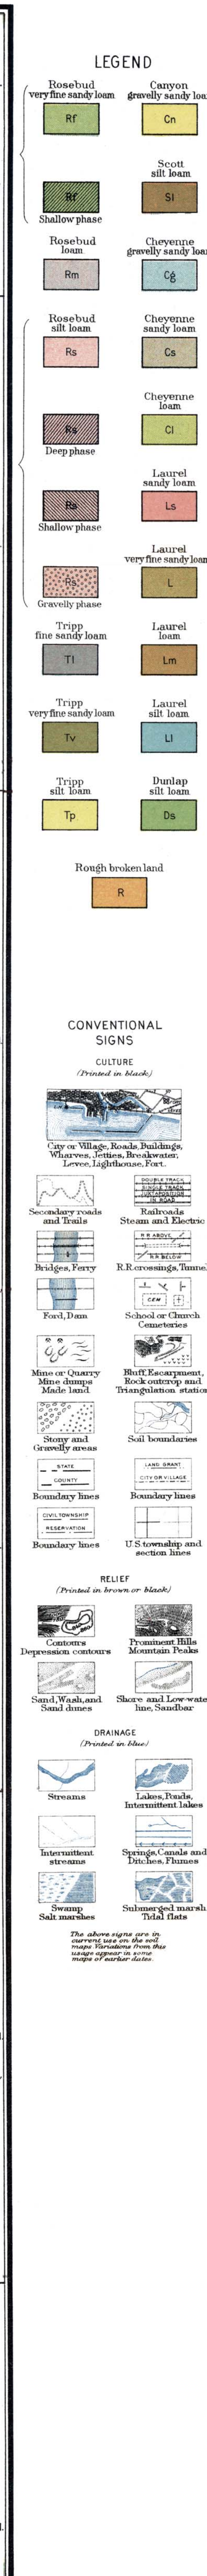 LEGEND
Rosebud
very fine sandy loam
Rf
Rf
Shallow phase
Rosebud
loam
Rm
Rosebud
silt loam
Rs
Rs
Deep phase
Rs
Shallow phase
Rs
Gravelly phase
Tripp
fine sandy loam
Tl
Tripp
very fine sandy loam
Tv
Tripp
silt loam
Tp
Canyon
gravelly sandy loa
Cn
Scott
silt loam
Sl
Cheyenne
gravelly sandy loam
Cg
Cheyenne
sandy loam
Cs
Cheyenne
loam
Cl
Laurel
sandy loam
Ls
Laurel
very fine sandy loam
L
Laurel
loam
Lm
Laurel
silt loam
Ll
Dunlap
silt loam
Ds
Rough broken land
R
CONVENTIONAL
SIGNS
CULTURE
(Printed in black)
City or Village, Roads, Buildings,
Wharves, Jetties, Breakwater,
Levee, Lighthouse, Fort.
Secondary roads
and Trails
DOUBLE TRACK
SINGLE TRACK
JUXTAPOSITION
IN ROAD
Railroads
Steam and Electric
Bridges, Ferry
R.R. ABOVE
R.R. BELOW
R.R. crossings, Tunnel
Ford, Dam
CEM
School or Church
Cemeteries
Mine or Quarry
Mine dumps
Made land
Bluff, Escarpment,
Rock outcrop and
Triangulation station
Stony and
Gravelly areas
Soil boundaries
STATE
COUNTY
Boundary lines
LAND GRANT
CITY OR VILLAGE
Boundary lines
CIVIL TOWNSHIP
RESERVATION
Boundary lines
U.S. township and
section lines
RELIEF
(Printed in brown or black)
Contours
Depression contours
Prominent Hills
Mountain Peaks
Sand, Wash, and
Sand dunes
Shore and Low-wate
line, Sandbar
DRAINAGE
(Printed in blue)
Streams
Lakes, Ponds,
Intermittent lakes
Intermittent
streams
Springs, Canals and
Ditches, Flumes
Swamp
Salt marshes
Submerged marsh
Tidal flats
The above signs are in
current use on the soil
maps. Variations from this
usage appear in some
maps of earlier dates.